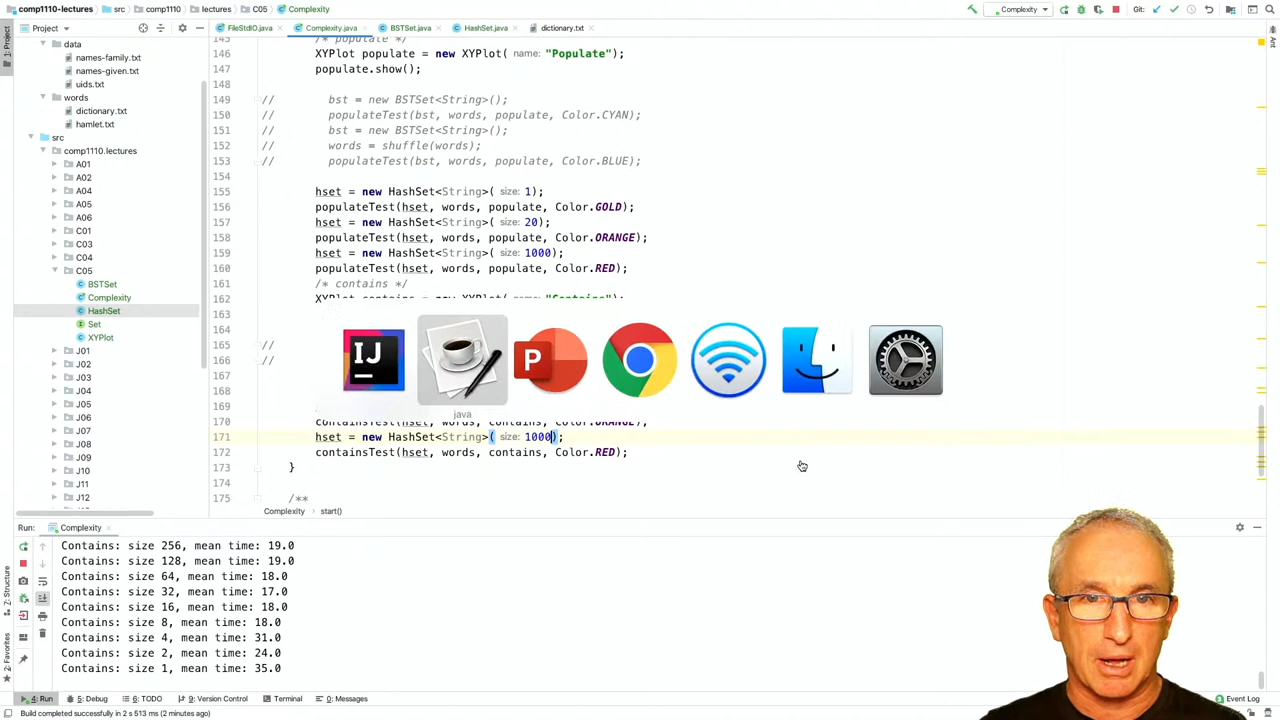 comp1110-lectures
src
comp1110
lectures
C05
Complexity
Complexity
Git:
Project
FileStdIO.java
Complexity.java
BSTSet.java
HashSet.java
dictionary.txt
1: Project
Ant
data
names-family.txt
names-given.txt
uids.txt
words
dictionary.txt
hamlet.txt
src
comp1110.lectures
A01
A02
A04
A05
A06
C01
C03
C04
C05
BSTSet
Complexity
HashSet
Set
XYPlot
J01
J02
J03
J04
J05
J06
J07
J08
J09
J10
J11
J12
145 /* populate */
146 XYPlot populate = new XYPlot( name: "Populate");
147 populate.show();
148
149 // bst = new BSTSet<String>();
150 // populateTest(bst, words, populate, Color.CYAN);
151 // bst = new BSTSet<String>();
152 // words = shuffle(words);
153 // populateTest(bst, words, populate, Color.BLUE);
154
155 hset = new HashSet<String>( size: 1);
156 populateTest(hset, words, populate, Color.GOLD);
157 hset = new HashSet<String>( size: 20);
158 populateTest(hset, words, populate, Color.ORANGE);
159 hset = new HashSet<String>( size: 1000);
160 populateTest(hset, words, populate, Color.RED);
161 /* contains */
162 XYPlot contains = new XYPlot( name: "Contains");
163
164
165 //
166 //
167
168
169
170 containsTest(hset, words, contains, Color.ORANGE);
171 hset = new HashSet<String>( size: 1000);
172 containsTest(hset, words, contains, Color.RED);
173 }
174
175 /**
IJ
P
java
Complexity
start()
Run:
Complexity
Contains: size 256, mean time: 19.0
Contains: size 128, mean time: 19.0
Contains: size 64, mean time: 18.0
Contains: size 32, mean time: 17.0
Contains: size 16, mean time: 18.0
Contains: size 8, mean time: 18.0
Contains: size 4, mean time: 31.0
Contains: size 2, mean time: 24.0
Contains: size 1, mean time: 35.0
Z: Structure
2: Favorites
4: Run
5: Debug
6: TODO
9: Version Control
Terminal
0: Messages
Event Log
Build completed successfully in 2 s 513 ms (2 minutes ago)